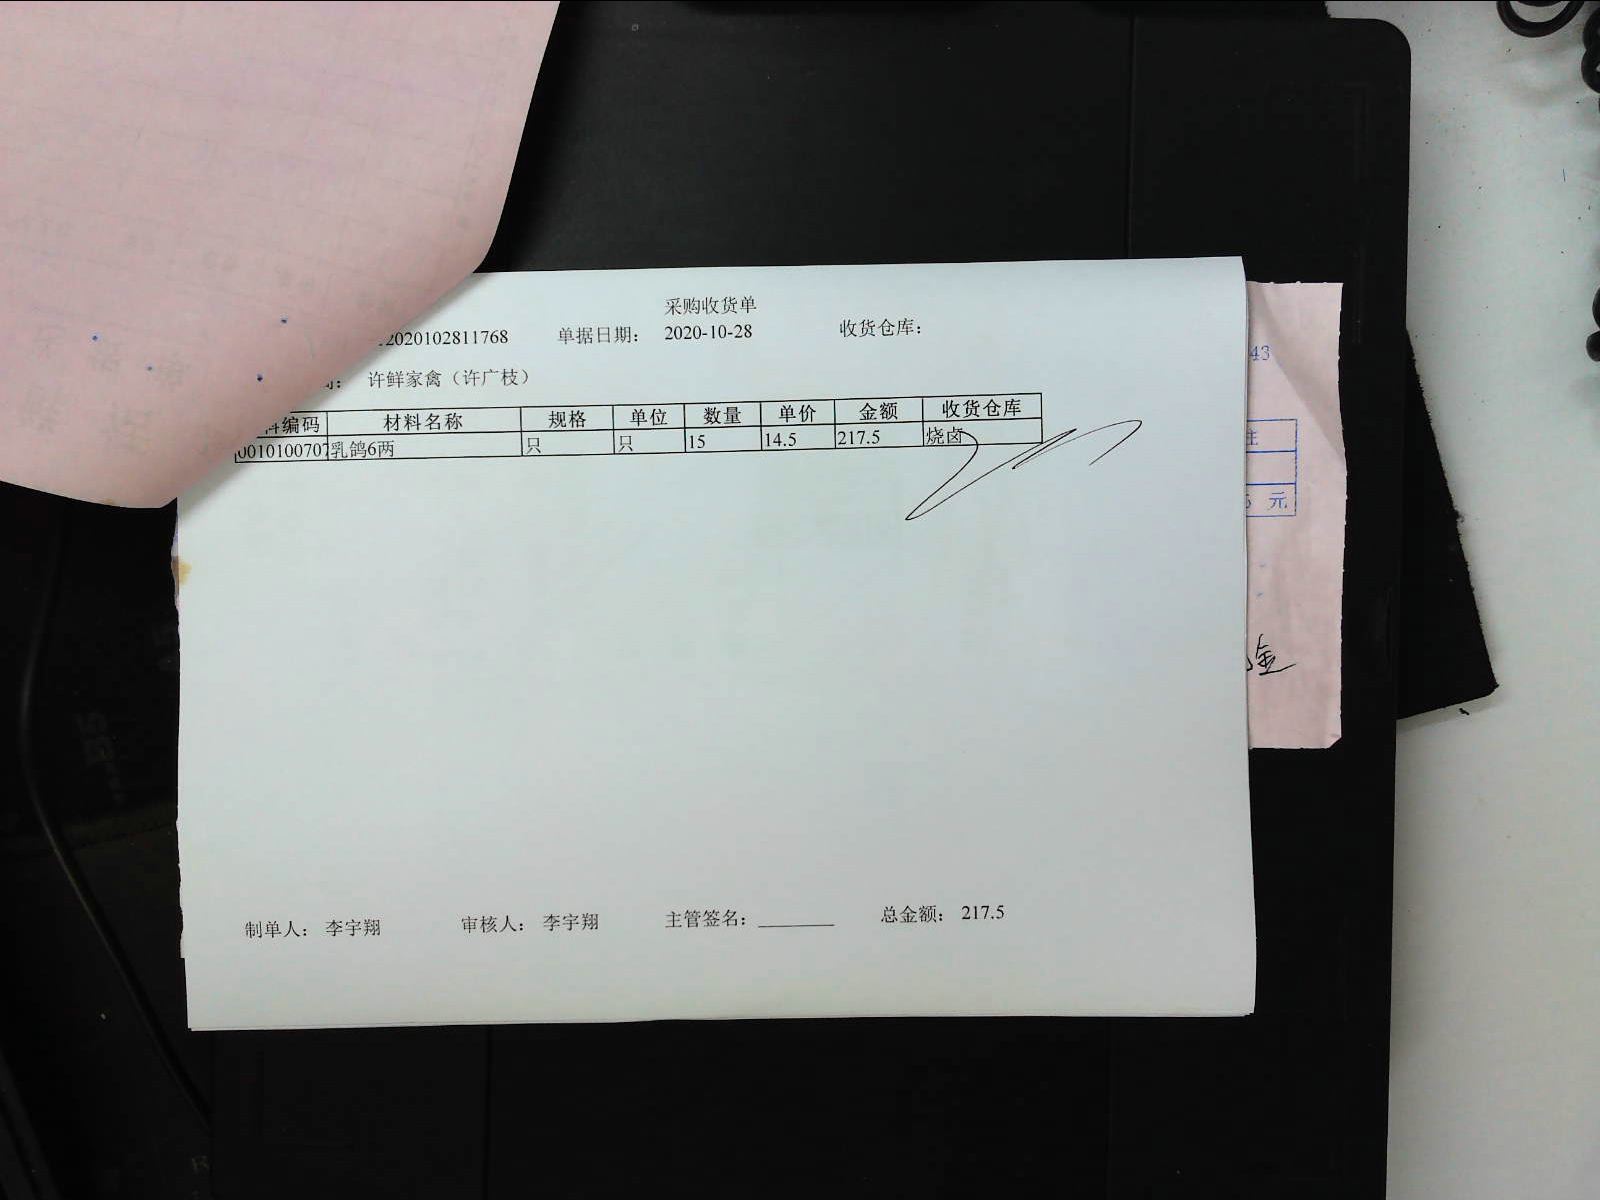 采购收货单
2020102811768 单据日期： 2020-10-28 收货仓库：
许鲜家禽（许广枝）
编码 材料名称 规格 单位 数量 单价 金额 收货仓库
0010100707 乳鸽6两 只 只 15 14.5 217.5 烧卤
43
元
制单人： 李宇翔 审核人： 李宇翔 主管签名： 总金额： 217.5